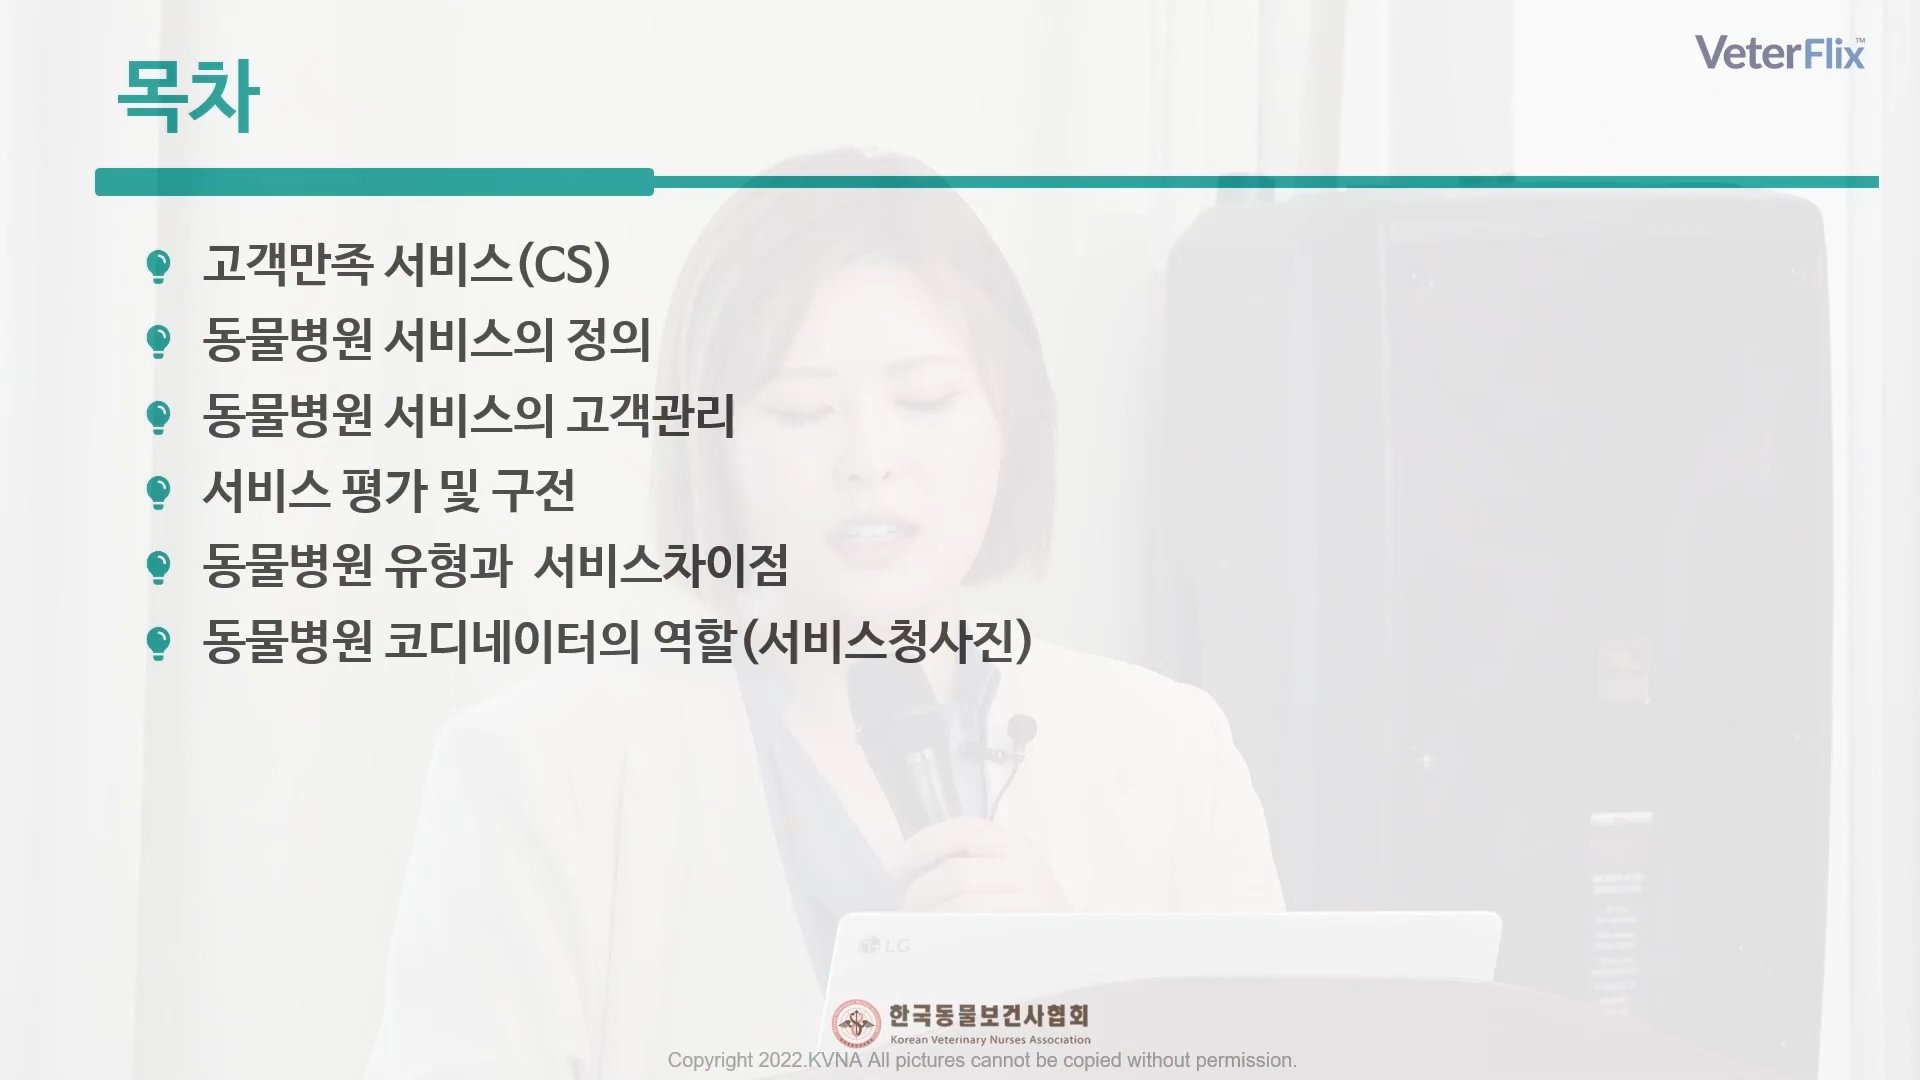 목차
VeterFlix™
고객만족 서비스(CS)
동물병원 서비스의 정의
동물병원 서비스의 고객관리
서비스 평가 및 구전
동물병원 유형과 서비스차이점
동물병원 코디네이터의 역할(서비스청사진)
LG
한국동물보건사협회
Korean Veterinary Nurses Association
Copyright 2022.KVNA All pictures cannot be copied without permission.